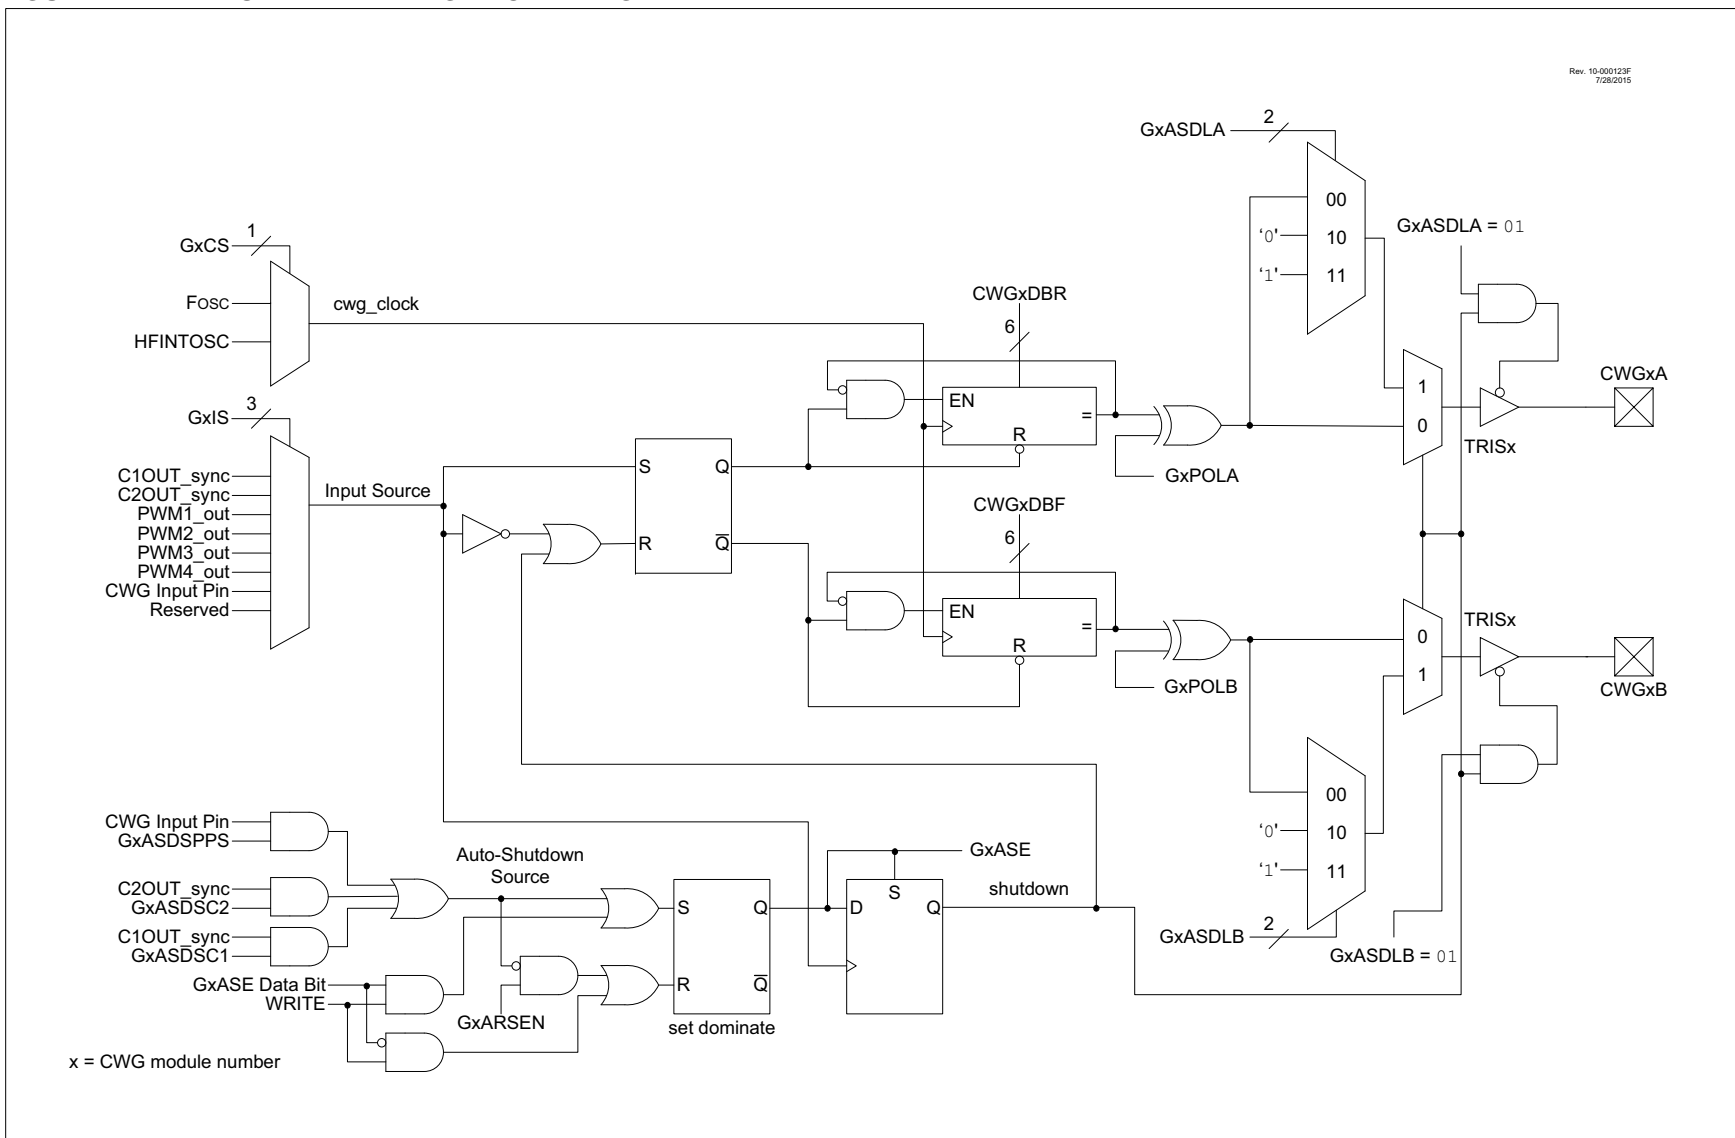 Rev. 10-000123F
7/28/2015
GxASDLA
2
00
'0'
10
'1'
11
GxASDLA = 01
GxCS
1
FOSC
HFINTOSC
cwg_clock
CWGxDBR
6
EN
=
R
GxPOLA
1
0
TRISx
CWGxA
GxIS
3
C1OUT_sync
C2OUT_sync
PWM1_out
PWM2_out
PWM3_out
PWM4_out
CWG Input Pin
Reserved
Input Source
S
Q
R
Q
CWGxDBF
6
EN
=
R
GxPOLB
0
1
TRISx
CWGxB
00
'0'
10
'1'
11
GxASDLB
2
GxASDLB = 01
CWG Input Pin
GxASDSPPS
C2OUT_sync
GxASDSC2
C1OUT_sync
GxASDSC1
GxASE Data Bit
WRITE
Auto-Shutdown
Source
GxARSEN
S
Q
R
Q
set dominate
GxASE
S
D
Q
shutdown
x = CWG module number